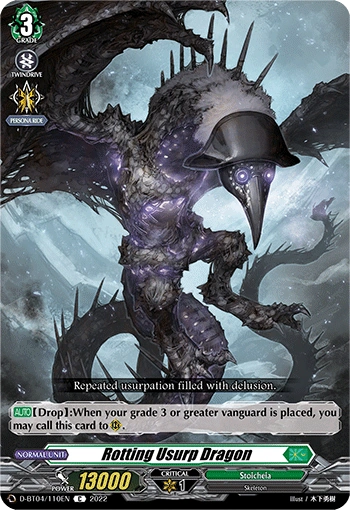 3
GRADE
TWINDRIVE
PERSONA RIDE
Repeated usurpation filled with delusion.
AUTO【Drop】:When your grade 3 or greater vanguard is placed, you
may call this card to .
NORMAL UNIT Rotting Usurp Dragon
POWER 13000 CRITICAL 1 Stoicheia
Skeleton
D-BT04/110EN C 2022 Illust / 木下勇樹